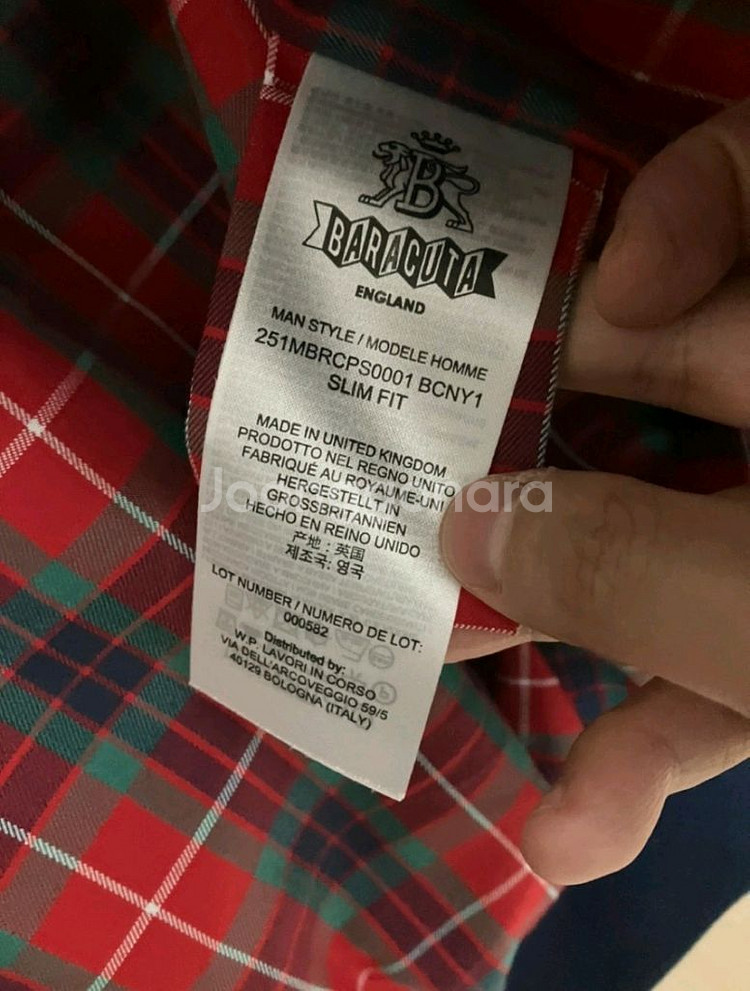 B
BARACUTA
ENGLAND
MAN STYLE / MODELE HOMME
251MBRCPS0001 BCNY1
SLIM FIT
MADE IN UNITED KINGDOM
PRODOTTO NEL REGNO UNITO
FABRIQUÉ AU ROYAUME-UNI
HERGESTELLT IN
GROSSBRITANNIEN
HECHO EN REINO UNIDO
产地：英国
제조국: 영국
LOT NUMBER / NUMERO DE LOT:
000582
Distributed by:
W.P. LAVORI IN CORSO
VIA DELL'ARCOVEGGIO 59/5
40129 BOLOGNA (ITALY)